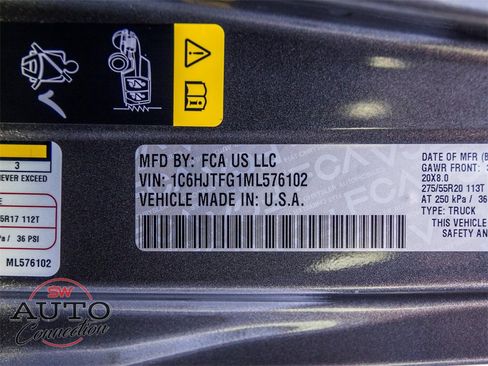 3
NEVER EXCEED
5R17 112T
Pa / 36 PSI
ML576102
MFD BY: FCA US LLC
VIN: 1C6HJTFG1ML576102
VEHICLE MADE IN: U.S.A.
DATE OF MFR
GAWR FRONT:
20X8.0
275/55R20 113T
AT 250 kPa / 36
TYPE: TRUCK
THIS VEHICLE
SAFETY AN
SW
AUTO
Connection